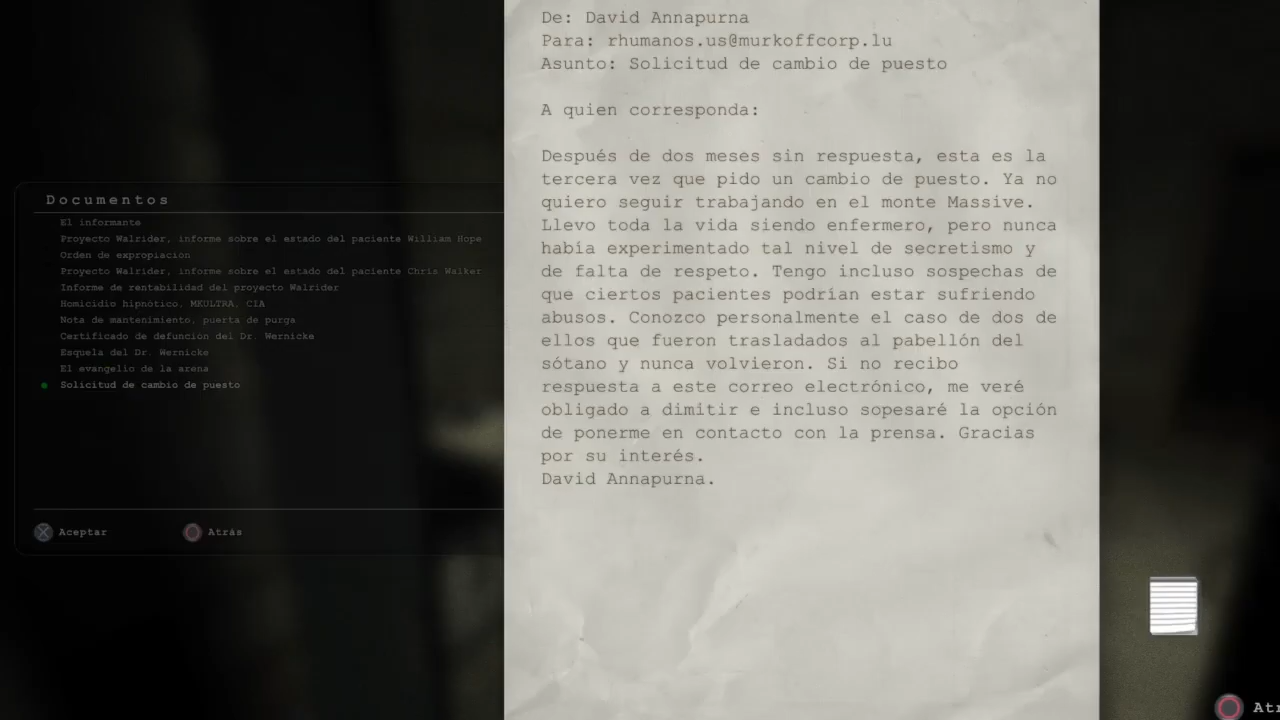 De: David Annapurna
Para: rhumanos.us@murkoffcorp.lu
Asunto: Solicitud de cambio de puesto
A quien corresponda:
Después de dos meses sin respuesta, esta es la
tercera vez que pido un cambio de puesto. Ya no
quiero seguir trabajando en el monte Massive.
Llevo toda la vida siendo enfermero, pero nunca
había experimentado tal nivel de secretismo y
de falta de respeto. Tengo incluso sospechas de
que ciertos pacientes podrían estar sufriendo
abusos. Conozco personalmente el caso de dos de
ellos que fueron trasladados al pabellón del
sótano y nunca volvieron. Si no recibo
respuesta a este correo electrónico, me veré
obligado a dimitir e incluso sopesaré la opción
de ponerme en contacto con la prensa. Gracias
por su interés.
David Annapurna.
Documentos
El informante
Proyecto Walrider, informe sobre el estado del paciente William Hope
Orden de expropiación
Proyecto Walrider, informe sobre el estado del paciente Chris Walker
Informe de rentabilidad del proyecto Walrider
Homicidio hipnótico, MKULTRA, CIA
Nota de mantenimiento, puerta de purga
Certificado de defunción del Dr. Wernicke
Esquela del Dr. Wernicke
El evangelio de la arena
Solicitud de cambio de puesto
Aceptar
Atrás